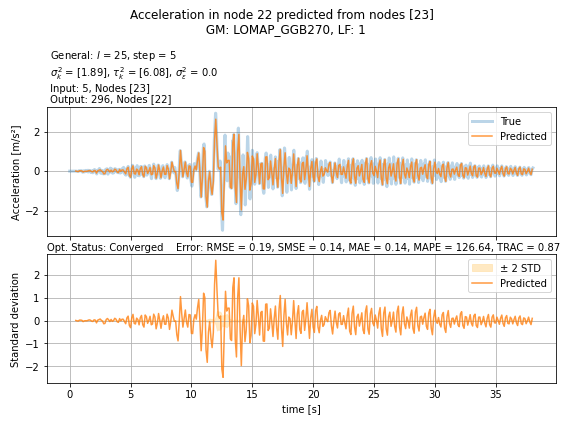 Acceleration in node 22 predicted from nodes [23]
GM: LOMAP_GGB270, LF: 1
General: l = 25, step = 5
σ²ₖ = [1.89], τ²ₖ = [6.08], σ²ε = 0.0
Input: 5, Nodes [23]
Output: 296, Nodes [22]
True
Predicted
Acceleration [m/s²]
2
0
−2
Opt. Status: Converged    Error: RMSE = 0.19, SMSE = 0.14, MAE = 0.14, MAPE = 126.64, TRAC = 0.87
± 2 STD
Predicted
Standard deviation
2
1
0
−1
−2
0 5 10 15 20 25 30 35
time [s]